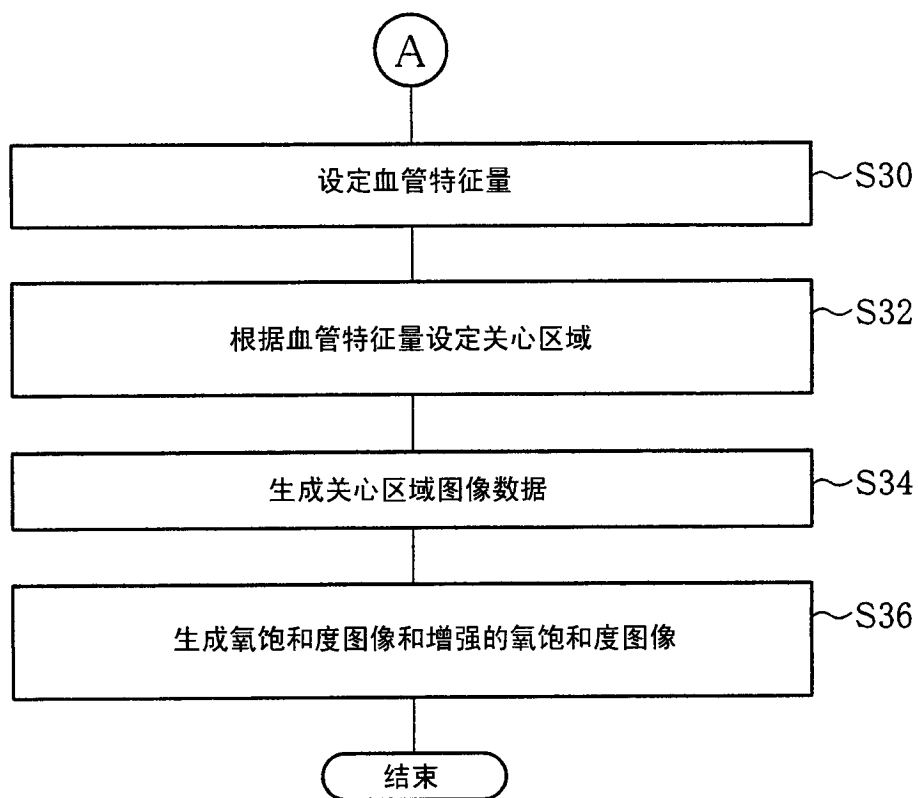 A
设定血管特征量
S30
根据血管特征量设定关心区域
S32
生成关心区域图像数据
S34
生成氧饱和度图像和增强的氧饱和度图像
S36
结束